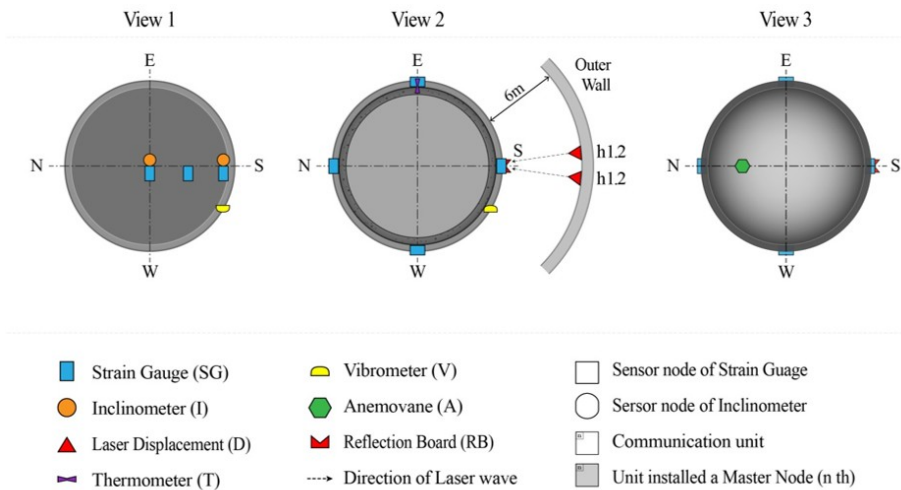 View 1
View 2
View 3
E
N
S
W
E
N
S
W
6m
Outer
Wall
h1.2
h1.2
E
N
S
W
Strain Gauge (SG)
Inclinometer (I)
Laser Displacement (D)
Thermometer (T)
Vibrometer (V)
Anemovane (A)
Reflection Board (RB)
Direction of Laser wave
Sensor node of Strain Guage
Sersor node of Inclinometer
Communication unit
Unit installed a Master Node (n th)